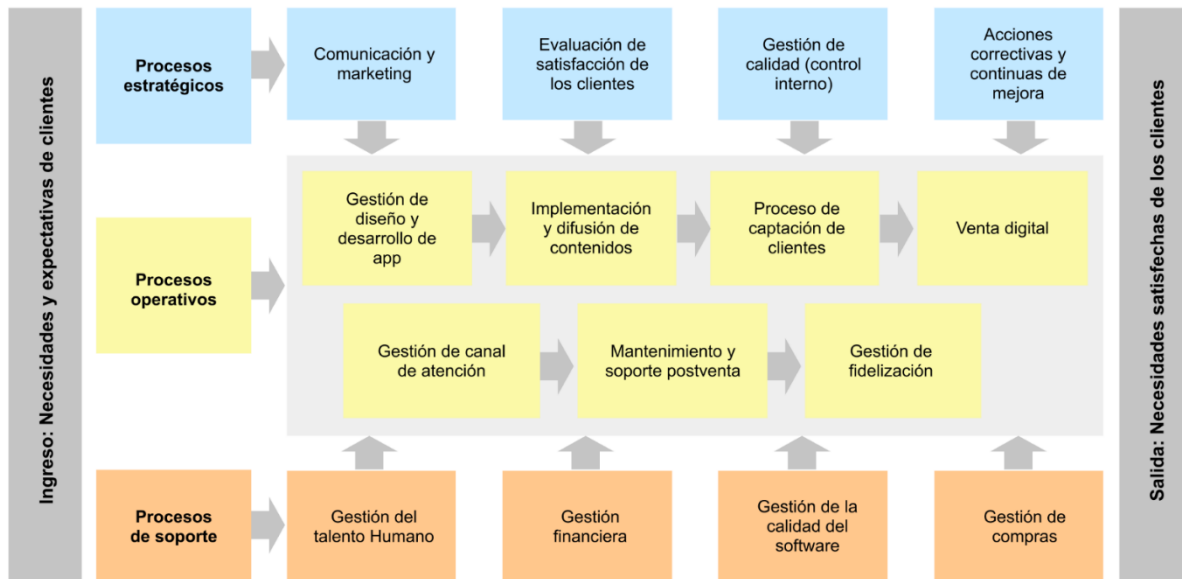 Ingreso: Necesidades y expectativas de clientes
Procesos
estratégicos
Comunicación y
marketing
Evaluación de
satisfacción de
los clientes
Gestión de
calidad (control
interno)
Acciones
correctivas y
continuas de
mejora
Procesos
operativos
Gestión de
diseño y
desarrollo de
app
Implementación
y difusión de
contenidos
Proceso de
captación de
clientes
Venta digital
Gestión de canal
de atención
Mantenimiento y
soporte postventa
Gestión de
fidelización
Procesos
de soporte
Gestión del
talento Humano
Gestión
financiera
Gestión de la
calidad del
software
Gestión de
compras
Salida: Necesidades satisfechas de los clientes